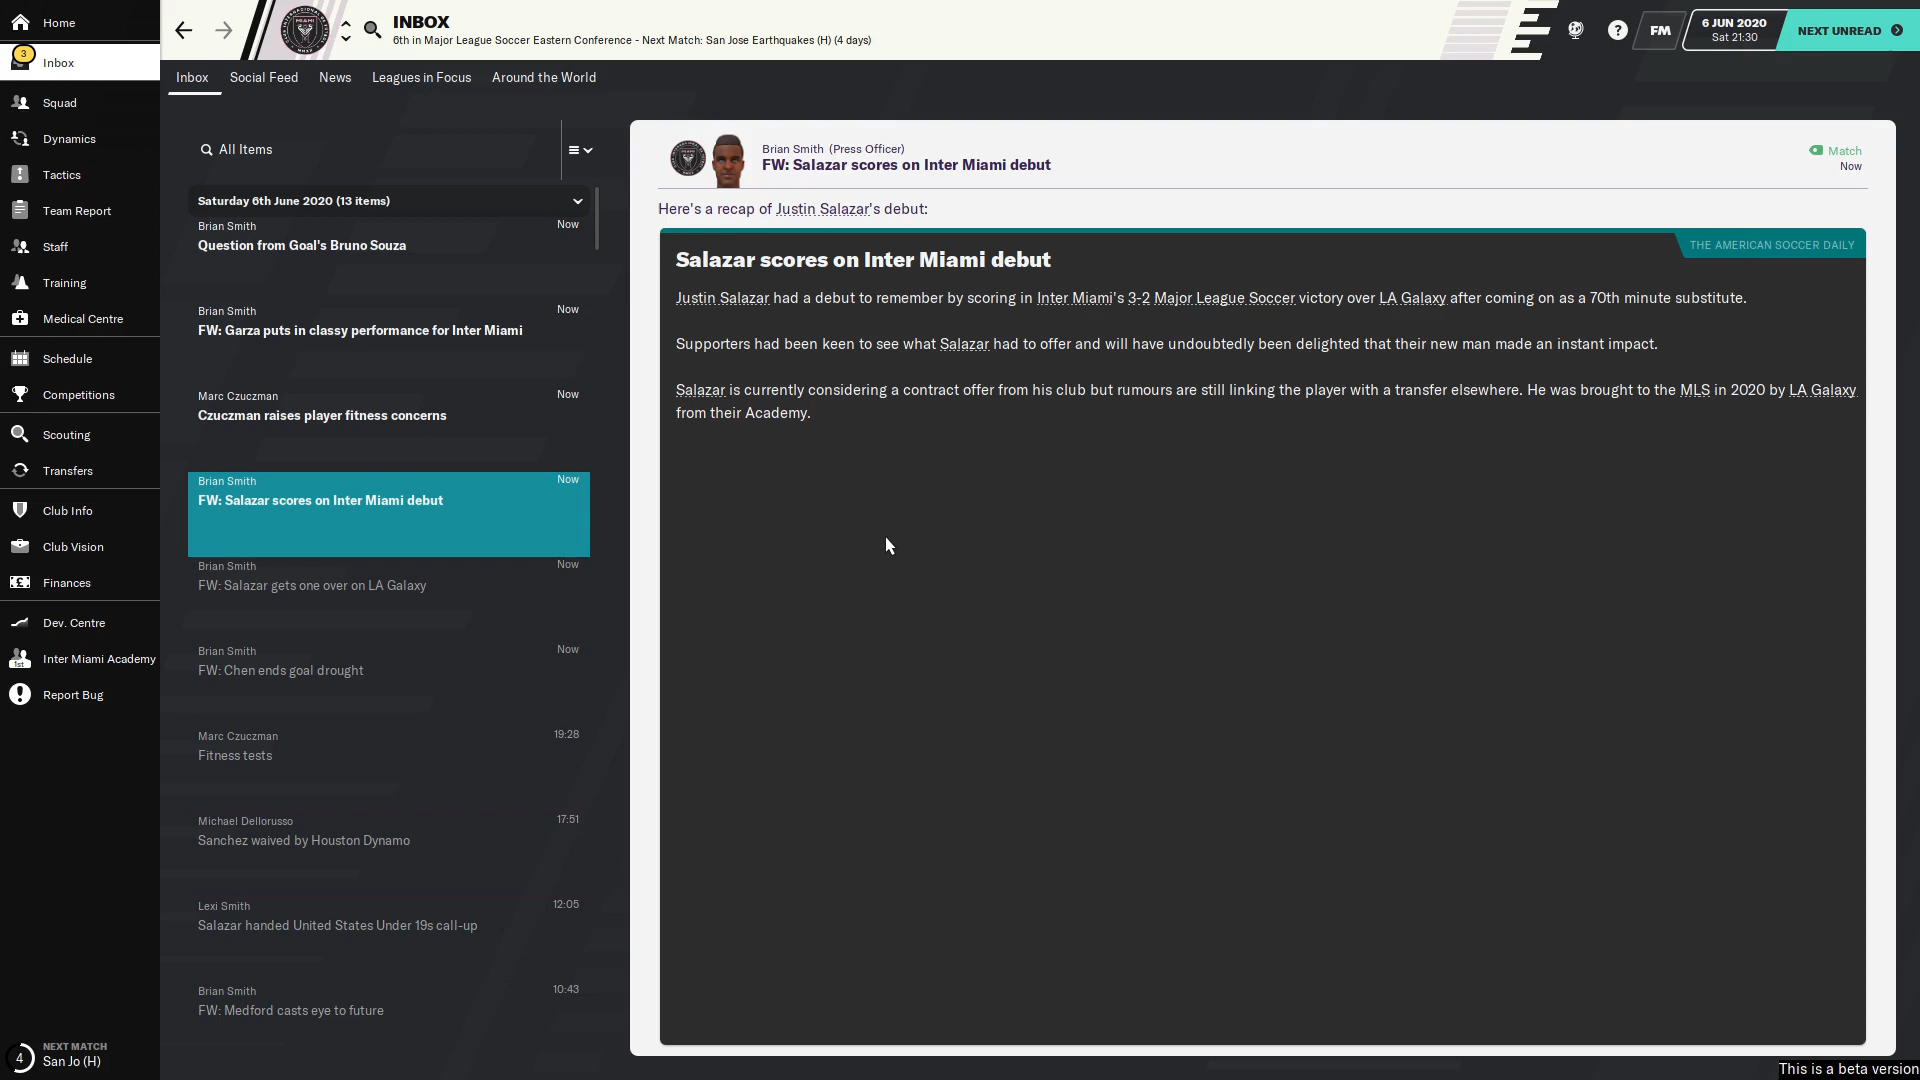 Home
3
Inbox
Squad
Dynamics
Tactics
Team Report
Staff
Training
Medical Centre
Schedule
Competitions
Scouting
Transfers
Club Info
Club Vision
Finances
Dev. Centre
1st
Inter Miami Academy
Report Bug
4
NEXT MATCH
San Jo (H)
MIAMI
INBOX
6th in Major League Soccer Eastern Conference - Next Match: San Jose Earthquakes (H) (4 days)
?
FM
6 JUN 2020
Sat 21:30
NEXT UNREAD
Inbox
Social Feed
News
Leagues in Focus
Around the World
All Items
Saturday 6th June 2020 (13 items)
Brian Smith
Now
Question from Goal's Bruno Souza
Brian Smith
Now
FW: Garza puts in classy performance for Inter Miami
Marc Czuczman
Now
Czuczman raises player fitness concerns
Brian Smith
Now
FW: Salazar scores on Inter Miami debut
Brian Smith
Now
FW: Salazar gets one over on LA Galaxy
Brian Smith
Now
FW: Chen ends goal drought
Marc Czuczman
19:28
Fitness tests
Michael Dellorusso
17:51
Sanchez waived by Houston Dynamo
Lexi Smith
12:05
Salazar handed United States Under 19s call-up
Brian Smith
10:43
FW: Medford casts eye to future
Brian Smith (Press Officer)
FW: Salazar scores on Inter Miami debut
Match
Now
Here's a recap of Justin Salazar's debut:
THE AMERICAN SOCCER DAILY
Salazar scores on Inter Miami debut
Justin Salazar had a debut to remember by scoring in Inter Miami's 3-2 Major League Soccer victory over LA Galaxy after coming on as a 70th minute substitute.
Supporters had been keen to see what Salazar had to offer and will have undoubtedly been delighted that their new man made an instant impact.
Salazar is currently considering a contract offer from his club but rumours are still linking the player with a transfer elsewhere. He was brought to the MLS in 2020 by LA Galaxy
from their Academy.
This is a beta version